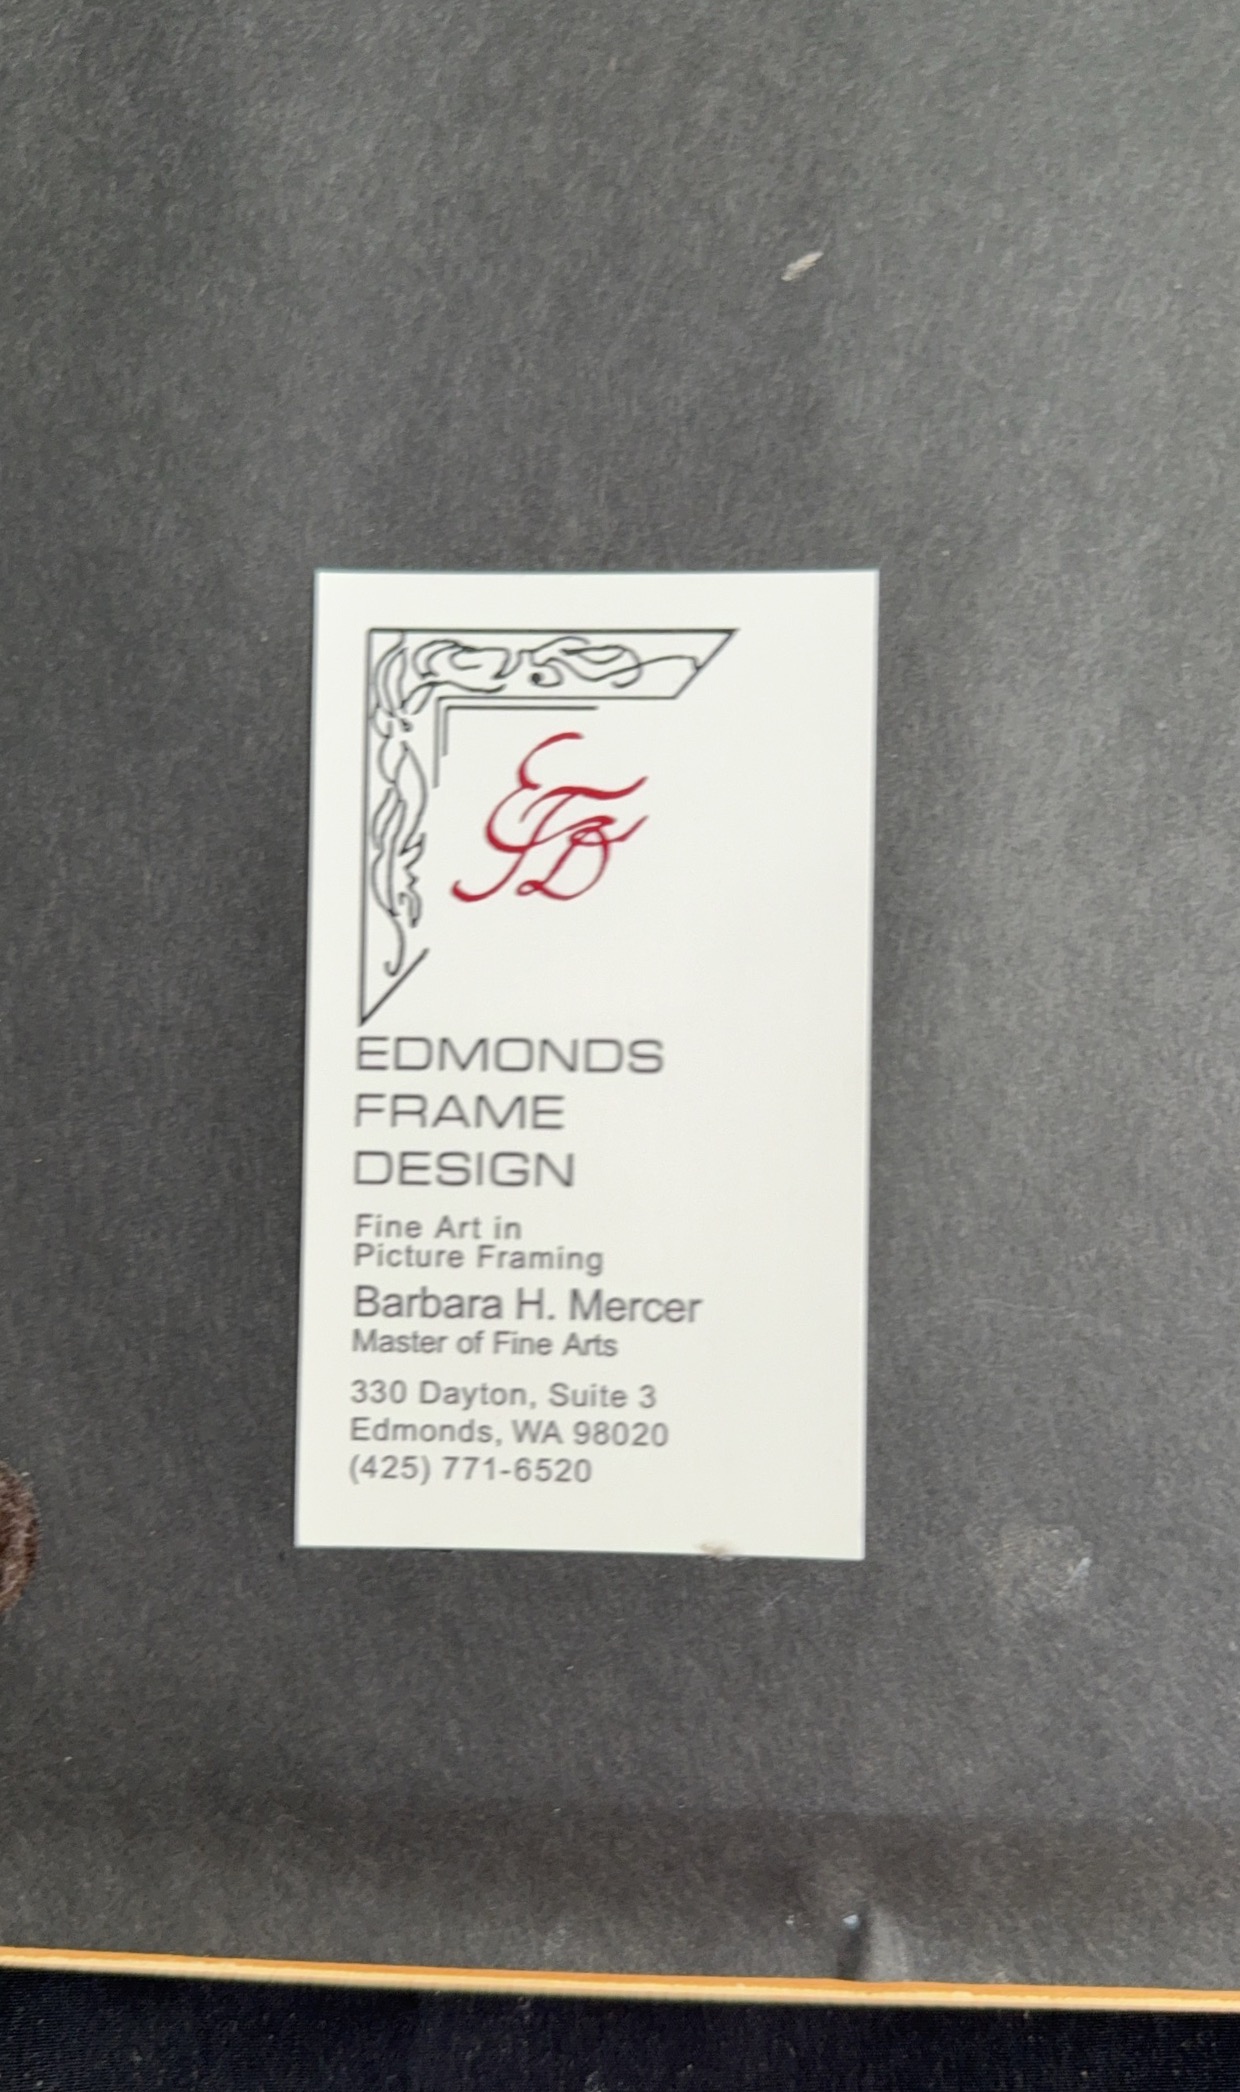 EFD
EDMONDS
FRAME
DESIGN
Fine Art in
Picture Framing
Barbara H. Mercer
Master of Fine Arts
330 Dayton, Suite 3
Edmonds, WA 98020
(425) 771-6520